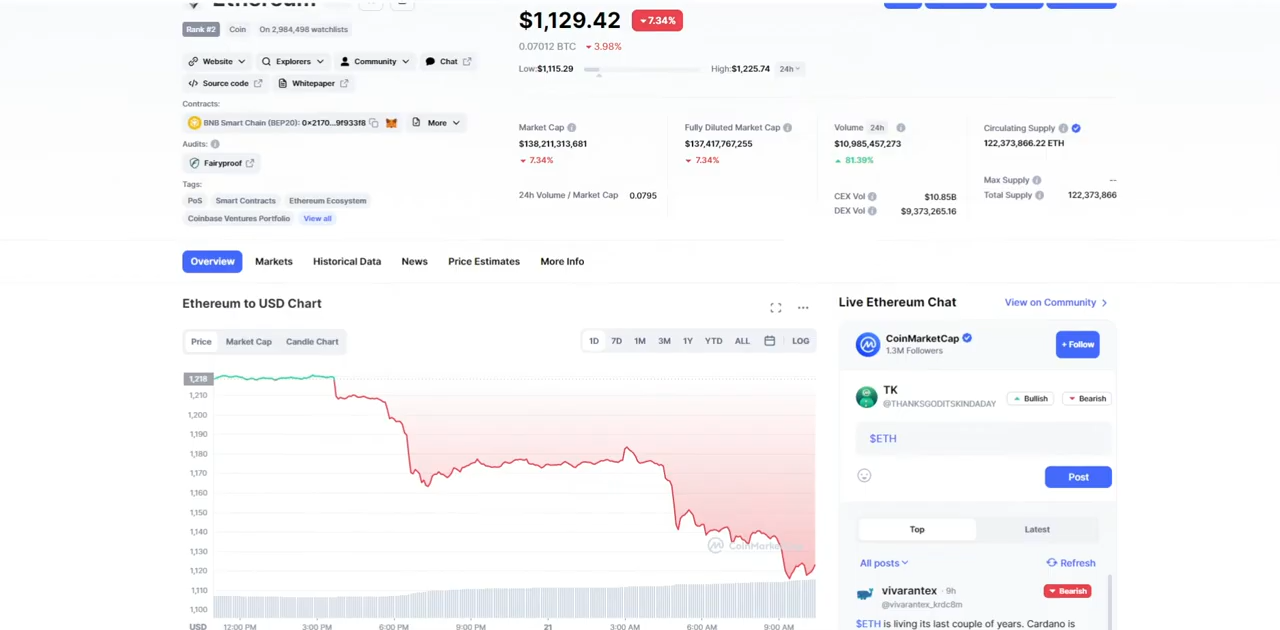 Ethereum
Rank #2 Coin On 2,984,498 watchlists
Website Explorers Community Chat
Source code Whitepaper
Contracts:
BNB Smart Chain (BEP20): 0x2170...9f933f8 More
Audits:
Fairyproof
Tags:
PoS Smart Contracts Ethereum Ecosystem
Coinbase Ventures Portfolio View all
$1,129.42 7.34%
0.07012 BTC 3.98%
Low:$1,115.29 High:$1,225.74 24h
Market Cap
$138,211,313,681
7.34%
24h Volume / Market Cap 0.0795
Fully Diluted Market Cap
$137,417,767,255
7.34%
Volume 24h
$10,985,457,273
81.39%
CEX Vol $10.85B
DEX Vol $9,373,265.16
Circulating Supply
122,373,866.22 ETH
Max Supply --
Total Supply 122,373,866
Overview Markets Historical Data News Price Estimates More Info
Ethereum to USD Chart
Price Market Cap Candle Chart
1D 7D 1M 3M 1Y YTD ALL LOG
1,218
1,210
1,200
1,190
1,180
1,170
1,160
1,150
1,140
1,130
1,120
1,110
1,100
CoinMarketCap
USD 12:00 PM 3:00 PM 6:00 PM 9:00 PM 21 3:00 AM 6:00 AM 9:00 AM
Live Ethereum Chat View on Community
CoinMarketCap
1.3M Followers
+ Follow
TK
@THANKSGODITSKINDADAY
Bullish Bearish
$ETH
Post
Top Latest
All posts Refresh
vivarantex · 9h
@vivarantex_krdc8m
Bearish
$ETH is living its last couple of years. Cardano is